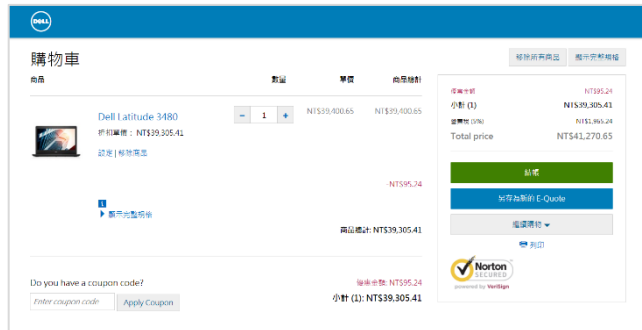 DELL
購物車
移除所有商品 顯示完整規格
商品 數量 單價 商品總計
Dell Latitude 3480
折扣單價： NT$39,305.41
設定 | 移除商品
- 1 +
NT$39,400.65 NT$39,400.65
-NT$95.24
顯示完整規格
商品總計: NT$39,305.41
Do you have a coupon code?
Enter coupon code Apply Coupon
優惠金額: NT$95.24
小計 (1): NT$39,305.41
優惠金額 NT$95.24
小計 (1) NT$39,305.41
營業稅 (5%) NT$1,965.24
Total price NT$41,270.65
結帳
另存為新的 E-Quote
繼續購物
列印
Norton
SECURED
powered by VeriSign